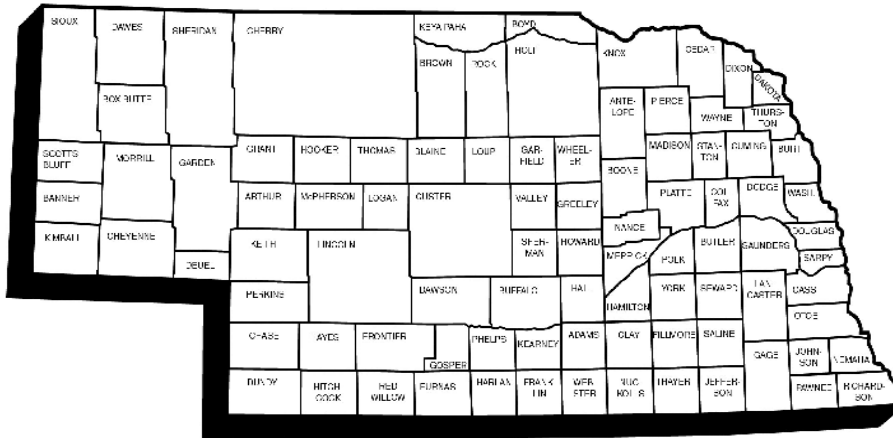 SIOUX
DAWES
SHERIDAN
CHERRY
KEYA PAHA
BOYD
HOLT
KNOX
CEDAR
DIXON
DAKOTA
BROWN
ROCK
BOX BUTTE
ANTE-
LOPE
PIERCE
WAYNE
THURS-
TON
SCOTTS
BLUFF
MORRILL
GARDEN
GRANT
HOOKER
THOMAS
BLAINE
LOUP
GAR-
FIELD
WHEEL-
ER
BOONE
MADISON
STAN-
TON
CUMING
BURT
BANNER
ARTHUR
McPHERSON
LOGAN
CUSTER
VALLEY
GREELEY
PLATTE
COL
FAX
DODGE
WASH.
KIMBALL
CHEYENNE
DEUEL
KEITH
LINCOLN
SHER-
MAN
HOWARD
NANCE
MERRICK
POLK
BUTLER
SAUNDERS
DOUGLAS
SARPY
PERKINS
DAWSON
BUFFALO
HALL
HAMILTON
YORK
SEWARD
LAN
CASTER
CASS
OTOE
CHASE
AYES
FRONTIER
GOSPER
PHELPS
KEARNEY
ADAMS
CLAY
FILLMORE
SALINE
GAGE
JOHN-
SON
NEMAHA
DUNDY
HITCH
COCK
RED
WILLOW
FURNAS
HARLAN
FRANK
LIN
WEB
STER
NUC
KOLLS
THAYER
JEFFER-
SON
PAWNEE
RICHARD-
SON